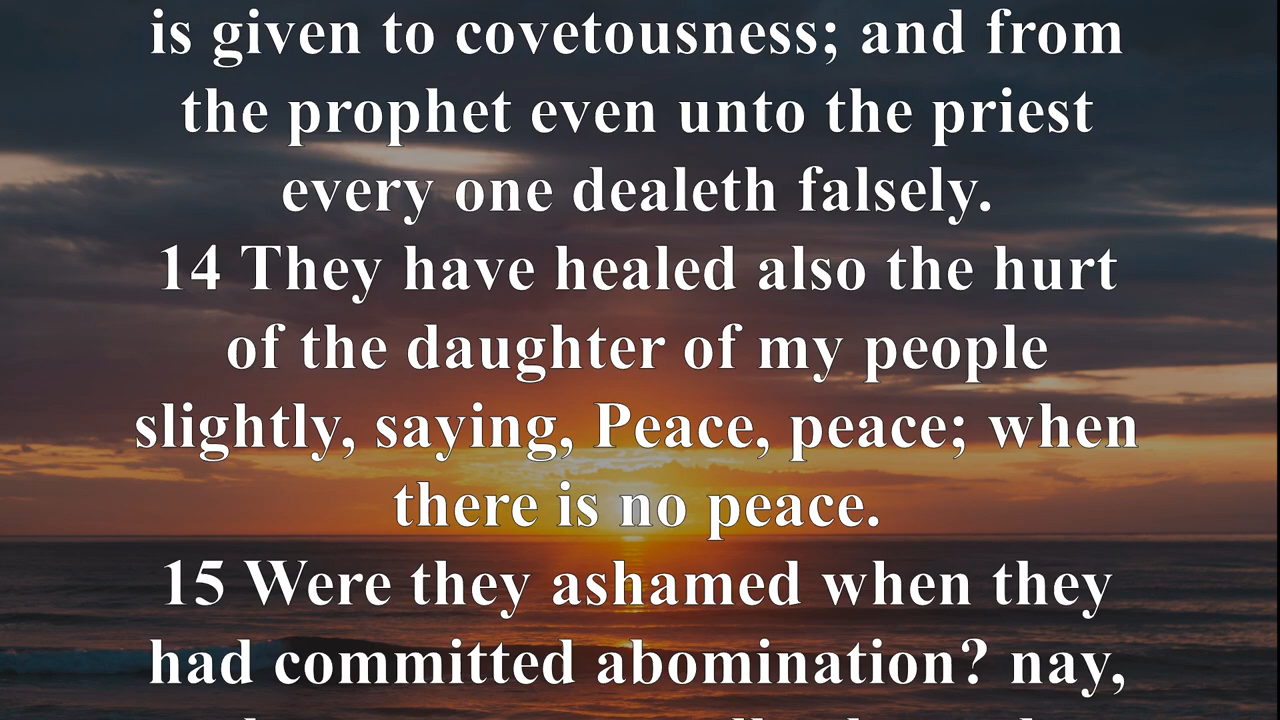 is given to covetousness; and from
the prophet even unto the priest
every one dealeth falsely.
14 They have healed also the hurt
of the daughter of my people
slightly, saying, Peace, peace; when
there is no peace.
15 Were they ashamed when they
had committed abomination? nay,